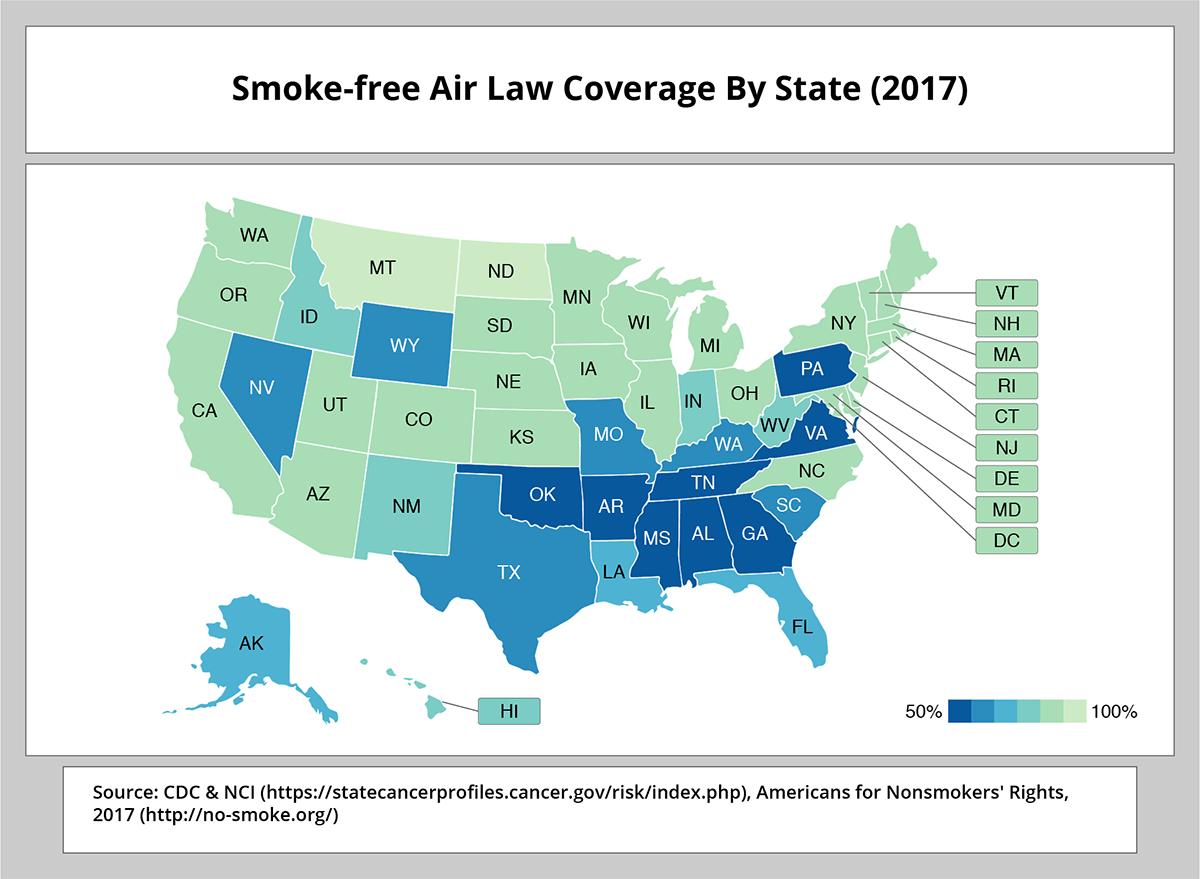 Smoke-free Air Law Coverage By State (2017)
WA
MT
ND
MN
OR
ID
SD
WI
NY
VT
NH
WY
MI
MA
NV
NE
IA
PA
RI
CA
UT
CO
IL
IN
OH
CT
KS
MO
WA
WV
VA
NJ
AZ
NM
OK
AR
TN
NC
DE
SC
MD
MS
AL
GA
DC
TX
LA
AK
FL
HI
50%
100%
Source: CDC & NCI (https://statecancerprofiles.cancer.gov/risk/index.php), Americans for Nonsmokers' Rights,
2017 (http://no-smoke.org/)